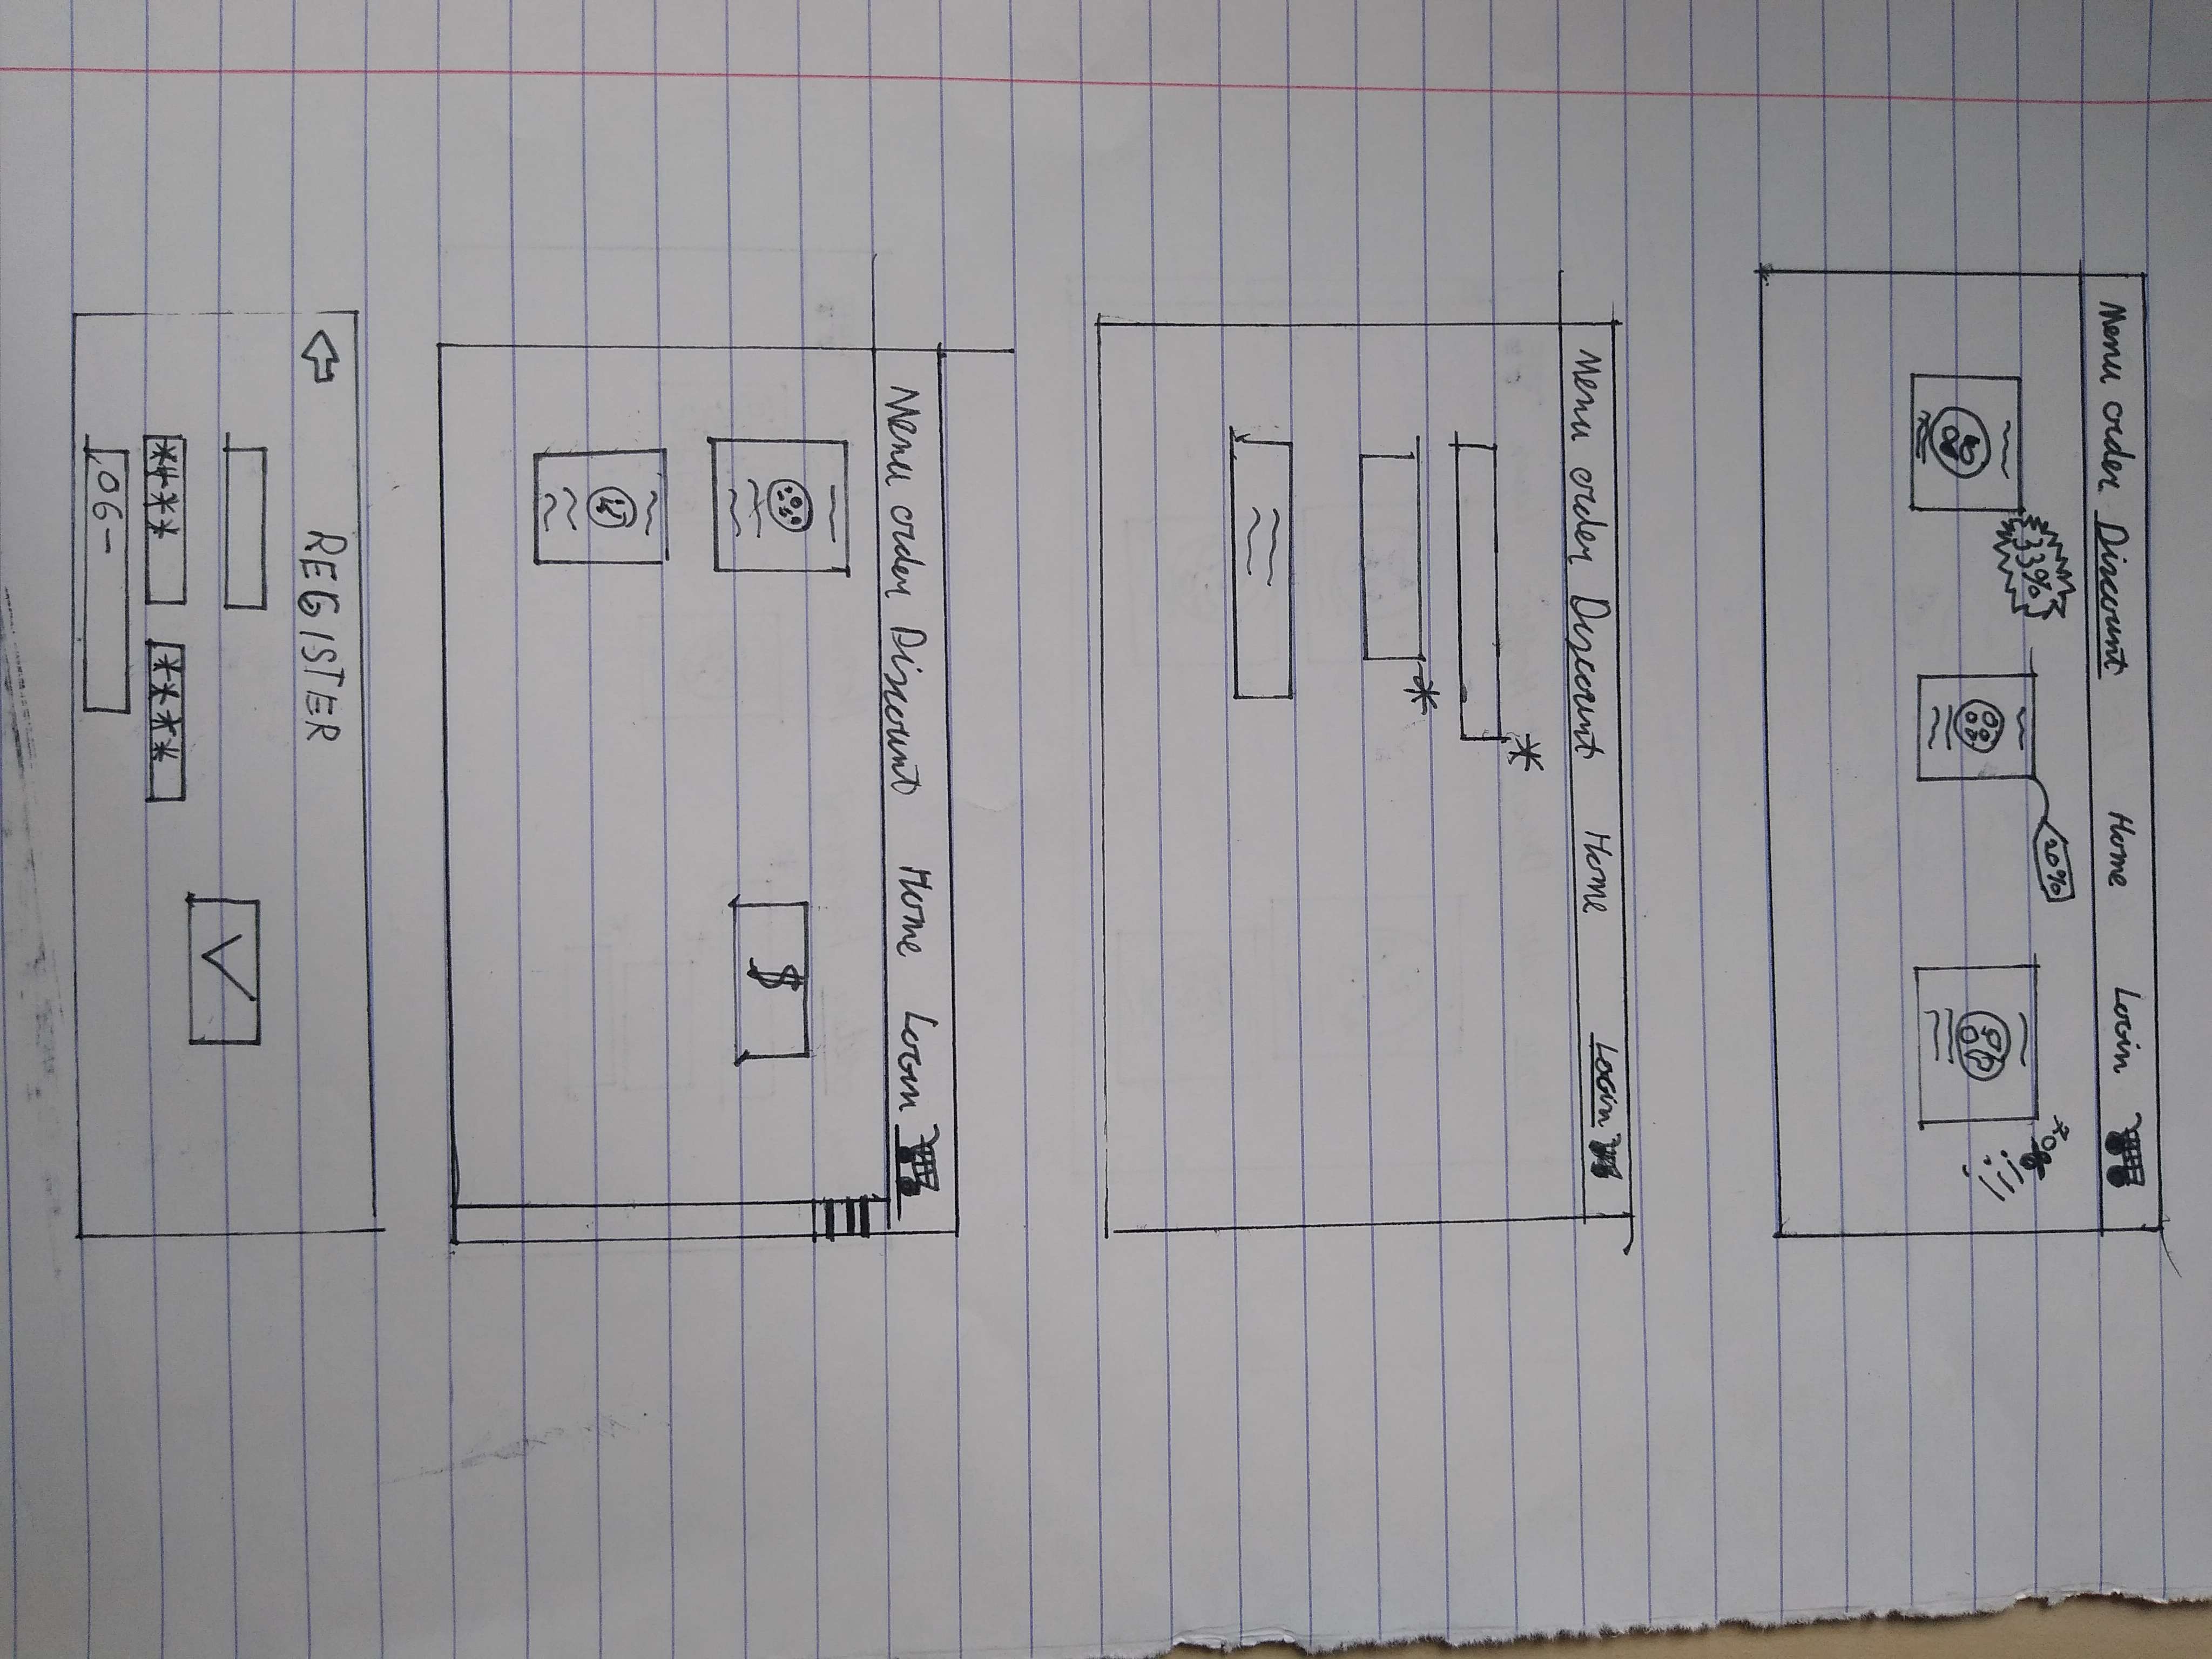 Menu order Discount Home Login
33%
20%
Menu order Discount Home Login
*
*
Menu order Discount Home Login
$
REGISTER
**** ****
06-